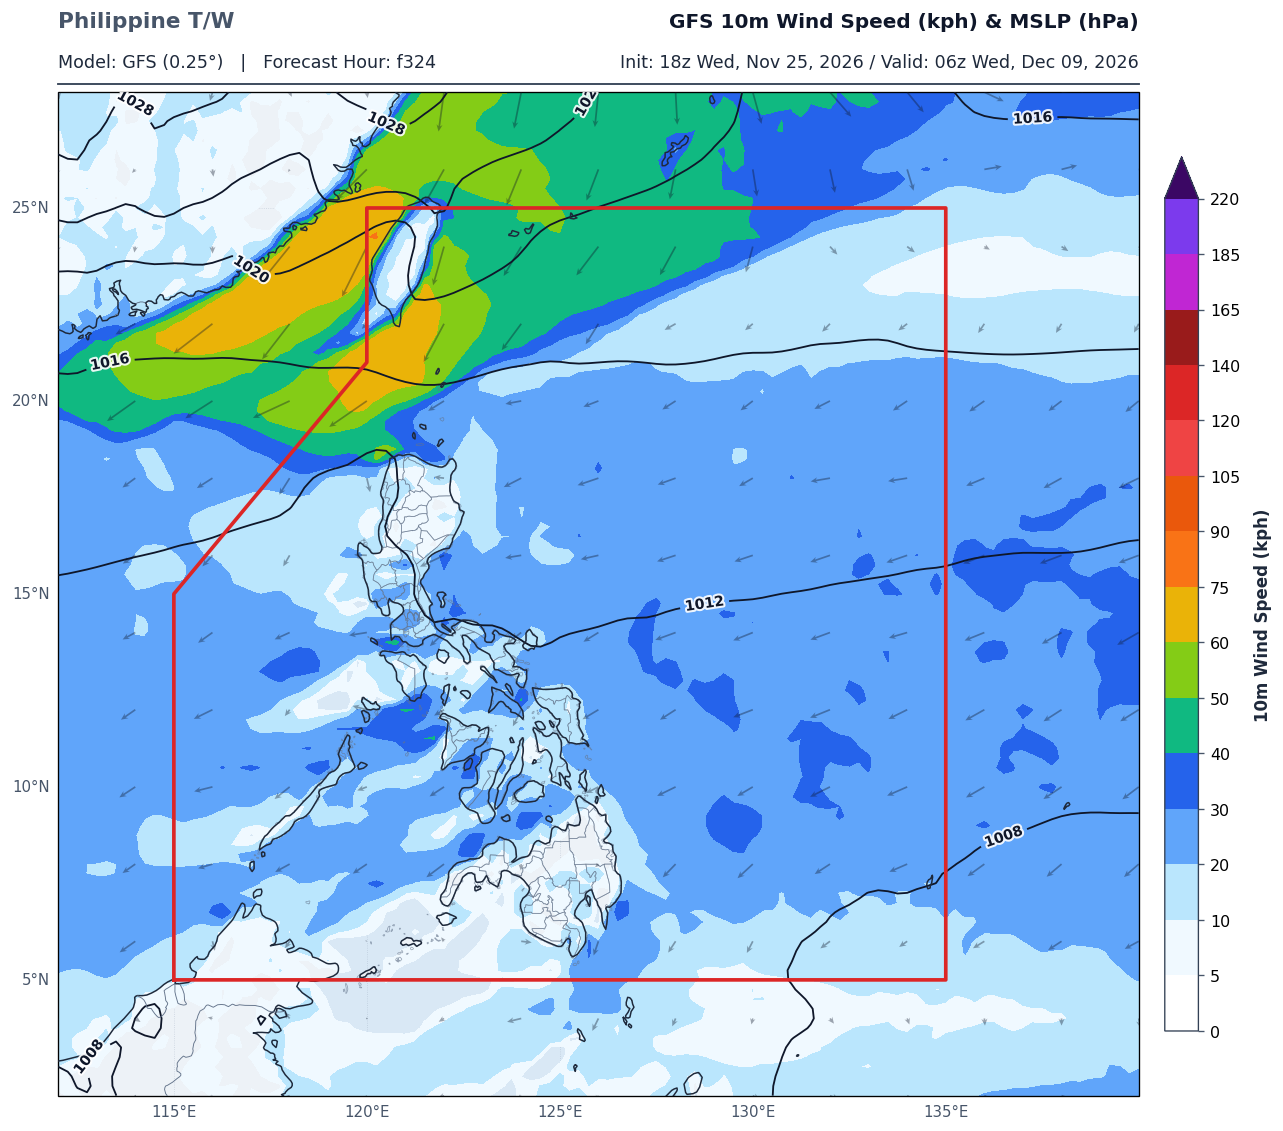 Philippine T/W
GFS 10m Wind Speed (kph) & MSLP (hPa)
Model: GFS (0.25°)   |   Forecast Hour: f324
Init: 18z Wed, Nov 25, 2026 / Valid: 06z Wed, Dec 09, 2026
1028
1028
1016
1020
1016
1012
1008
1008
25°N
20°N
15°N
10°N
5°N
115°E
120°E
125°E
130°E
135°E
220
185
165
140
120
105
90
75
60
50
40
30
20
10
5
0
10m Wind Speed (kph)